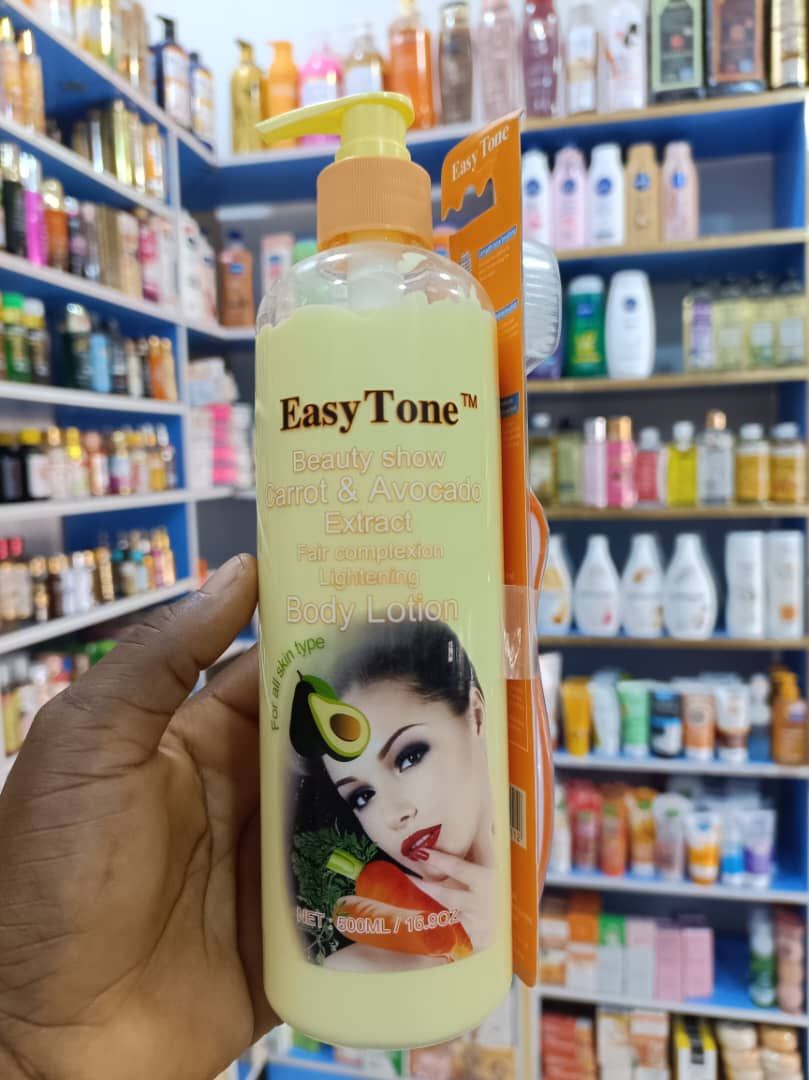 Easy Tone
EasyTone™
Beauty show
Carrot & Avocado
Extract
Fair complexion
Lightening
Body Lotion
For all skin type
NET : 500ML / 16.9OZ